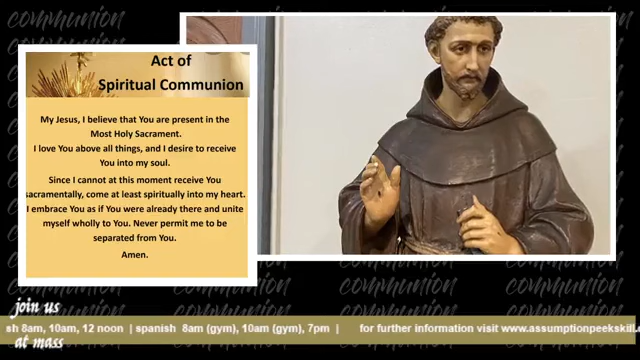 Act of
Spiritual Communion
My Jesus, I believe that You are present in the
Most Holy Sacrament.
I love You above all things, and I desire to receive
You into my soul.
Since I cannot at this moment receive You
sacramentally, come at least spiritually into my heart.
I embrace You as if You were already there and unite
myself wholly to You. Never permit me to be
separated from You.
Amen.
communion communion communion communion
join us
sh 8am, 10am, 12 noon | spanish 8am (gym), 10am (gym), 7pm | for further information visit www.assumptionpeekskill.
at mass